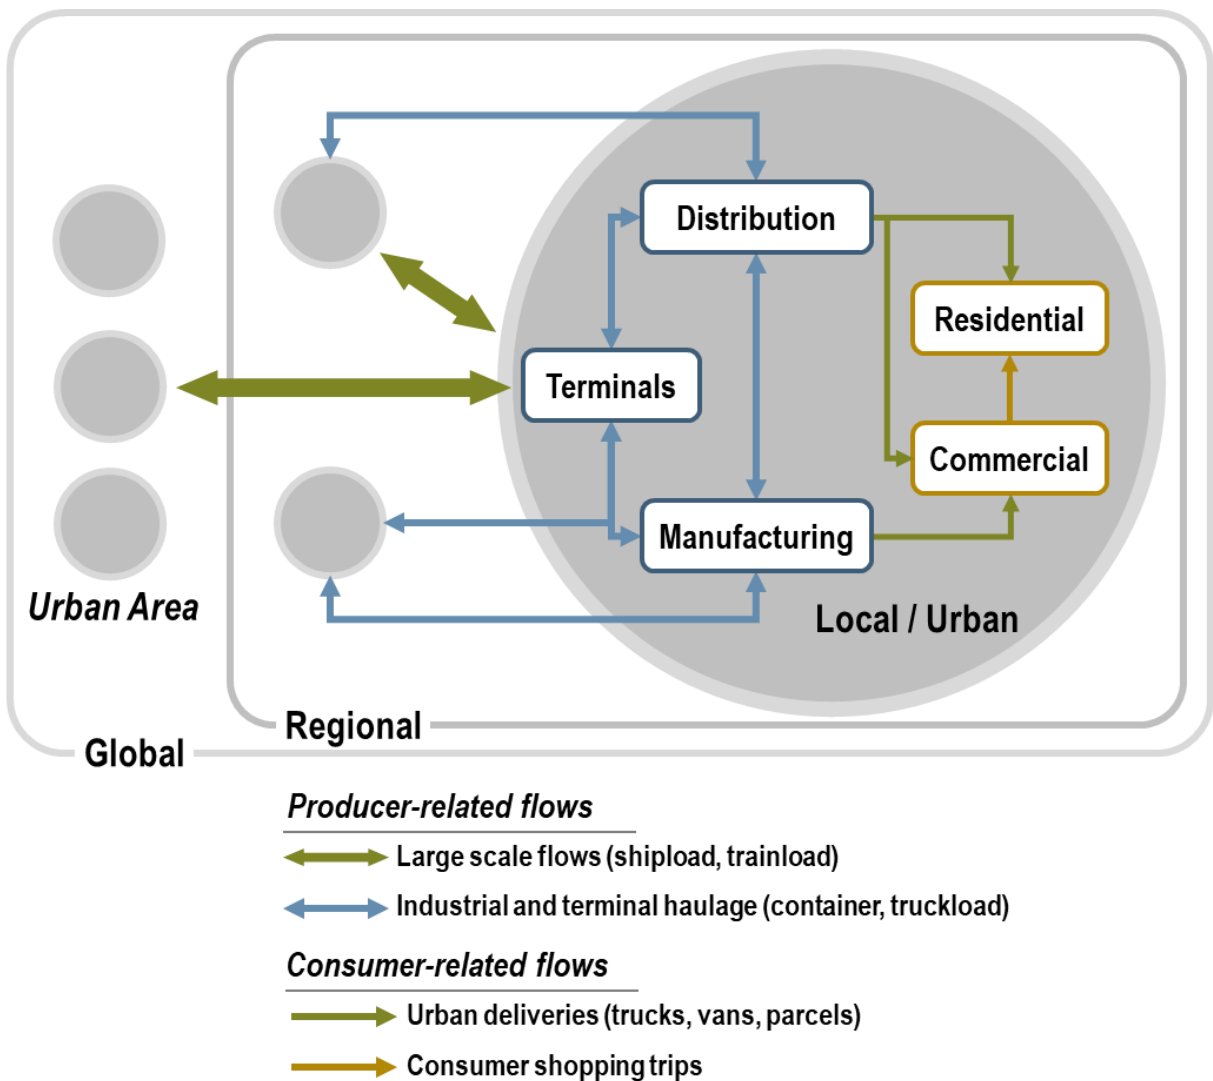 Distribution
Residential
Terminals
Commercial
Manufacturing
Urban Area
Local / Urban
Regional
Global
Producer-related flows
Large scale flows (shipload, trainload)
Industrial and terminal haulage (container, truckload)
Consumer-related flows
Urban deliveries (trucks, vans, parcels)
Consumer shopping trips